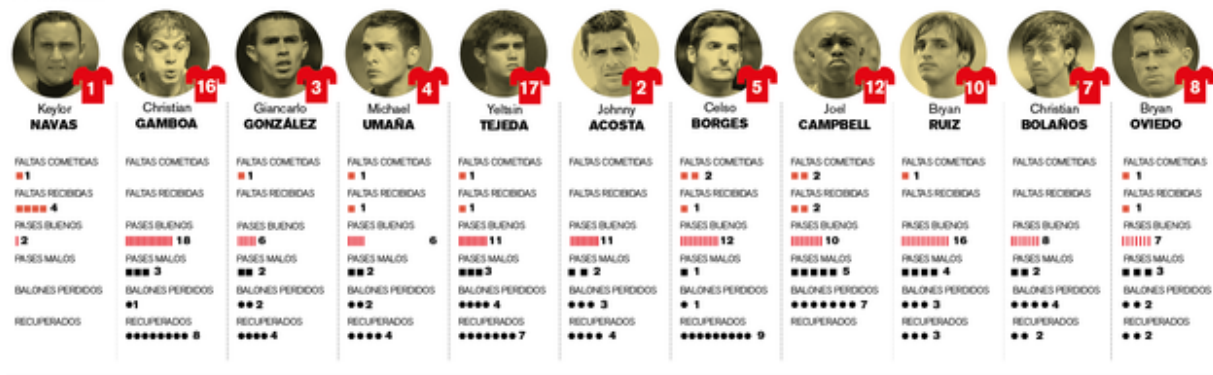 1
Keylor
NAVAS
FALTAS COMETIDAS
1
FALTAS RECIBIDAS
4
PASES BUENOS
2
PASES MALOS
BALONES PERDIDOS
RECUPERADOS
16
Christian
GAMBOA
FALTAS COMETIDAS
FALTAS RECIBIDAS
PASES BUENOS
18
PASES MALOS
3
BALONES PERDIDOS
1
RECUPERADOS
8
3
Giancarlo
GONZÁLEZ
FALTAS COMETIDAS
1
FALTAS RECIBIDAS
PASES BUENOS
6
PASES MALOS
2
BALONES PERDIDOS
2
RECUPERADOS
4
4
Michael
UMAÑA
FALTAS COMETIDAS
1
FALTAS RECIBIDAS
1
PASES BUENOS
6
PASES MALOS
2
BALONES PERDIDOS
2
RECUPERADOS
4
17
Yeltsin
TEJEDA
FALTAS COMETIDAS
1
FALTAS RECIBIDAS
1
PASES BUENOS
11
PASES MALOS
3
BALONES PERDIDOS
4
RECUPERADOS
7
2
Johnny
ACOSTA
FALTAS COMETIDAS
FALTAS RECIBIDAS
PASES BUENOS
11
PASES MALOS
2
BALONES PERDIDOS
3
RECUPERADOS
4
5
Celso
BORGES
FALTAS COMETIDAS
2
FALTAS RECIBIDAS
1
PASES BUENOS
12
PASES MALOS
1
BALONES PERDIDOS
1
RECUPERADOS
9
12
Joel
CAMPBELL
FALTAS COMETIDAS
2
FALTAS RECIBIDAS
2
PASES BUENOS
10
PASES MALOS
5
BALONES PERDIDOS
7
RECUPERADOS
10
Bryan
RUIZ
FALTAS COMETIDAS
1
FALTAS RECIBIDAS
PASES BUENOS
16
PASES MALOS
4
BALONES PERDIDOS
3
RECUPERADOS
3
7
Christian
BOLAÑOS
FALTAS COMETIDAS
FALTAS RECIBIDAS
PASES BUENOS
8
PASES MALOS
2
BALONES PERDIDOS
4
RECUPERADOS
2
8
Bryan
OVIEDO
FALTAS COMETIDAS
1
FALTAS RECIBIDAS
1
PASES BUENOS
7
PASES MALOS
3
BALONES PERDIDOS
2
RECUPERADOS
2